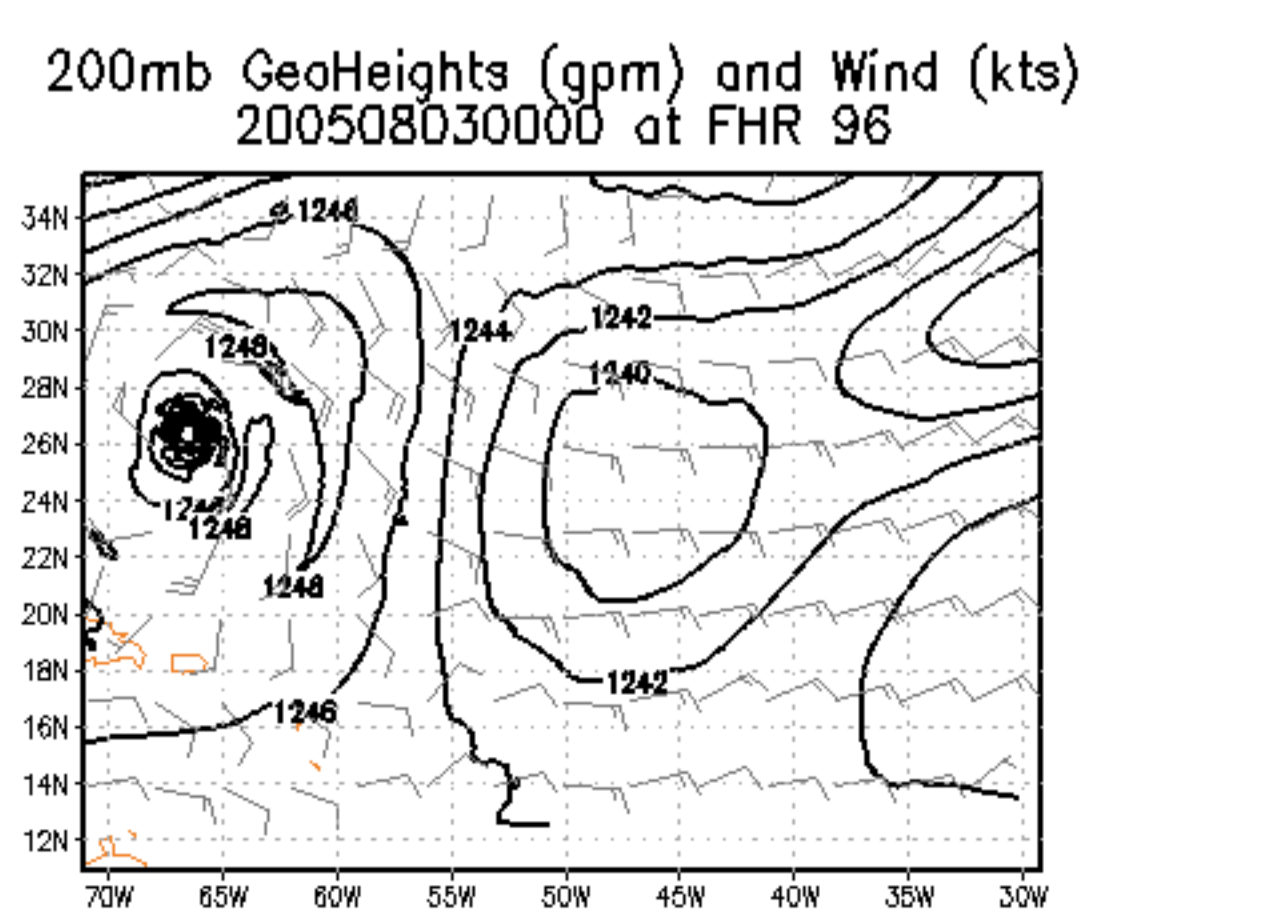 200mb GeoHeights (gpm) and Wind (kts)
200508030000 at FHR 96
34N
1246
32N
30N
1244
1242
1248
1240
28N
26N
24N
1248
22N
1248
20N
18N
1242
1246
16N
14N
12N
70W 65W 60W 55W 50W 45W 40W 35W 30W